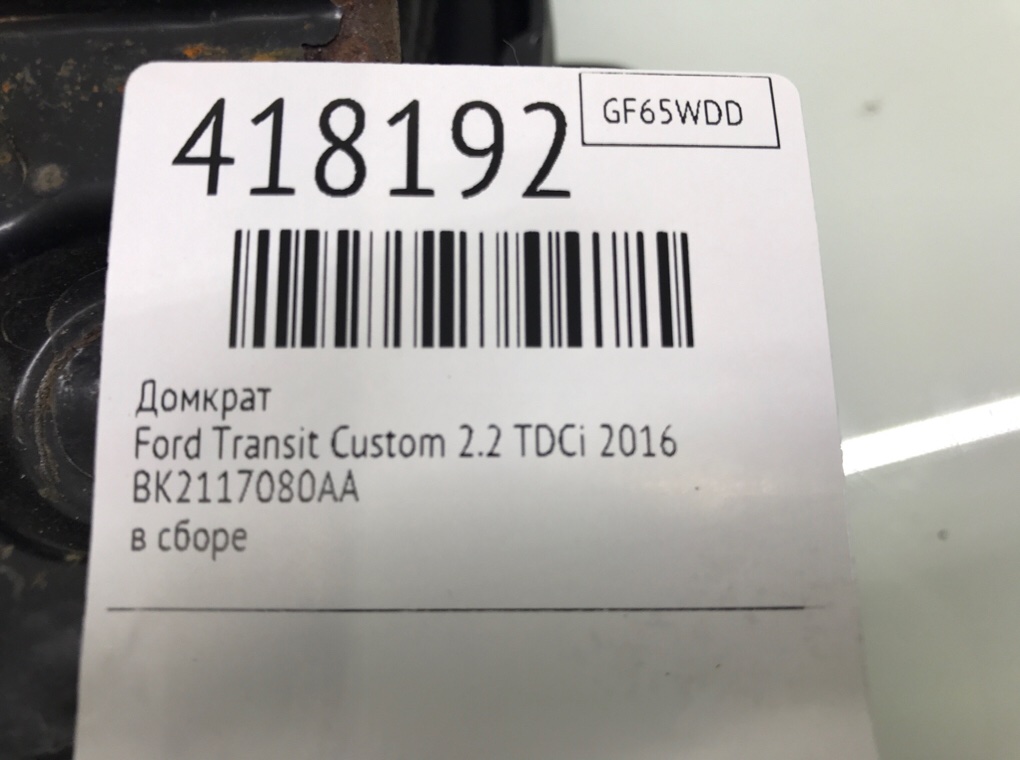 418192
GF65WDD
Домкрат
Ford Transit Custom 2.2 TDCi 2016
BK2117080AA
в сборе